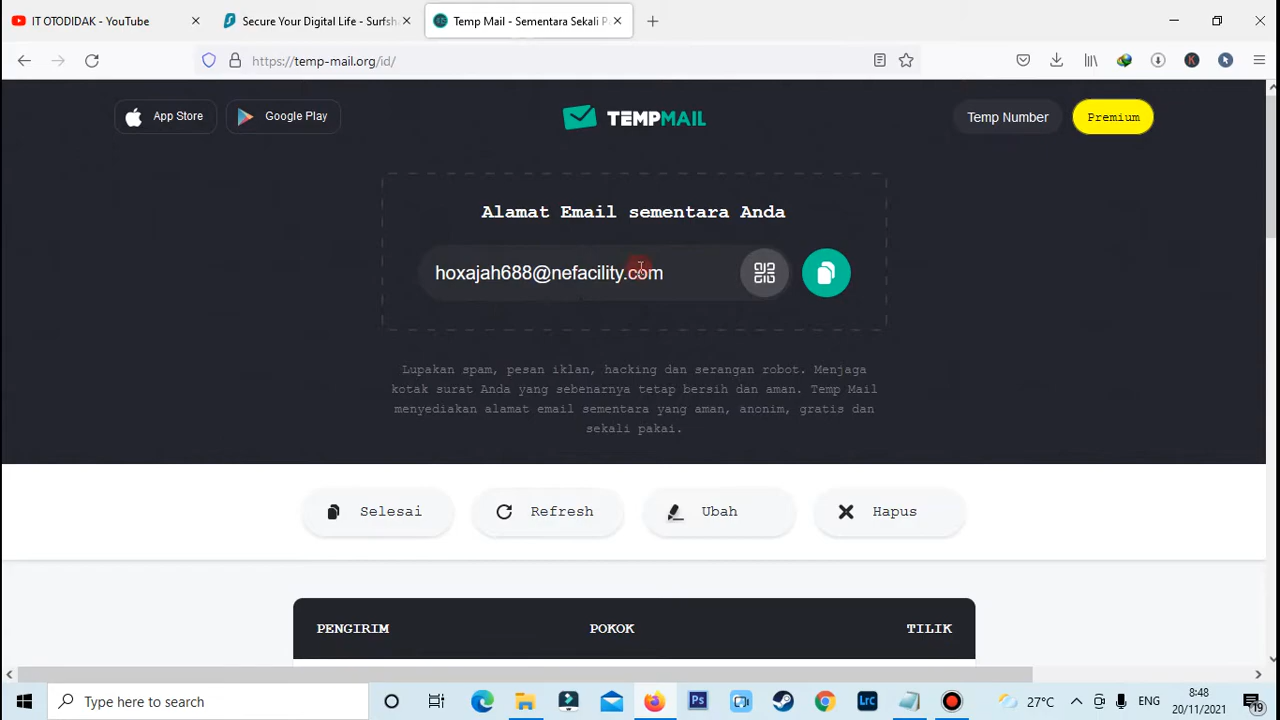 IT OTODIDAK - YouTube
Secure Your Digital Life - Surfsha
Temp Mail - Sementara Sekali P
https://temp-mail.org/id/
App Store
Google Play
TEMPMAIL
Temp Number
Premium
Alamat Email sementara Anda
hoxajah688@nefacility.com
Lupakan spam, pesan iklan, hacking dan serangan robot. Menjaga
kotak surat Anda yang sebenarnya tetap bersih dan aman. Temp Mail
menyediakan alamat email sementara yang aman, anonim, gratis dan
sekali pakai.
Selesai
Refresh
Ubah
Hapus
PENGIRIM
POKOK
TILIK
Type here to search
Ps
LrC
27°C
ENG
8:48
20/11/2021
19